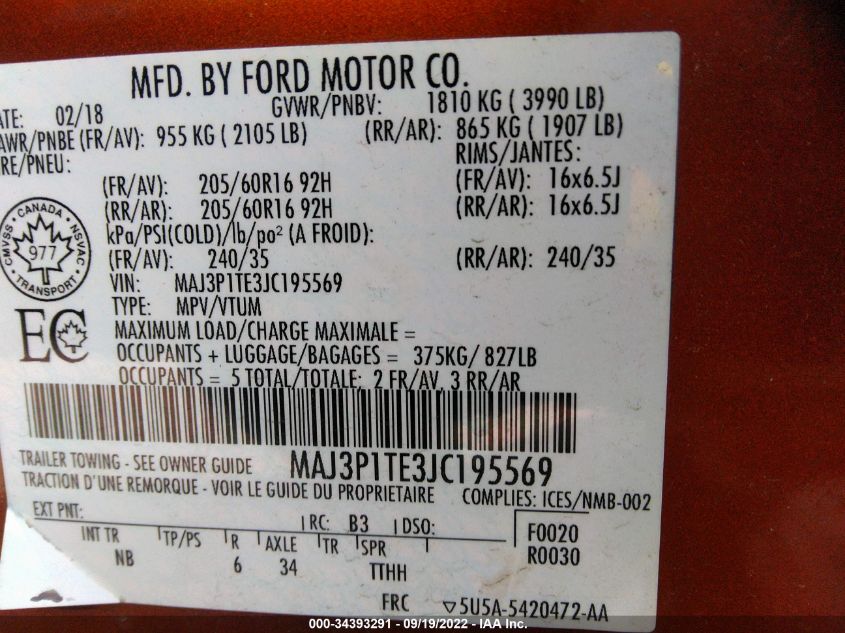 MFD. BY FORD MOTOR CO.
ATE: 02/18 GVWR/PNBV: 1810 KG ( 3990 LB)
AWR/PNBE (FR/AV): 955 KG ( 2105 LB) (RR/AR): 865 KG ( 1907 LB)
RE/PNEU: RIMS/JANTES:
(FR/AV): 205/60R16 92H (FR/AV): 16x6.5J
(RR/AR): 205/60R16 92H (RR/AR): 16x6.5J
kPa/PSI(COLD)/lb/po² (A FROID):
(FR/AV): 240/35 (RR/AR): 240/35
CANADA
CMVSS NSVAC
977
TRANSPORT
VIN: MAJ3P1TE3JC195569
TYPE: MPV/VTUM
EC
MAXIMUM LOAD/CHARGE MAXIMALE =
OCCUPANTS + LUGGAGE/BAGAGES = 375KG/ 827LB
OCCUPANTS = 5 TOTAL/TOTALE; 2 FR/AV, 3 RR/AR
TRAILER TOWING - SEE OWNER GUIDE MAJ3P1TE3JC195569
TRACTION D'UNE REMORQUE - VOIR LE GUIDE DU PROPRIETAIRE COMPLIES: ICES/NMB-002
EXT PNT: RC: B3 DSO:
F0020
R0030
INT TR TP/PS R AXLE TR SPR
NB 6 34 TTHH
FRC ▽5U5A-5420472-AA
000-34393291 - 09/19/2022 - IAA Inc.